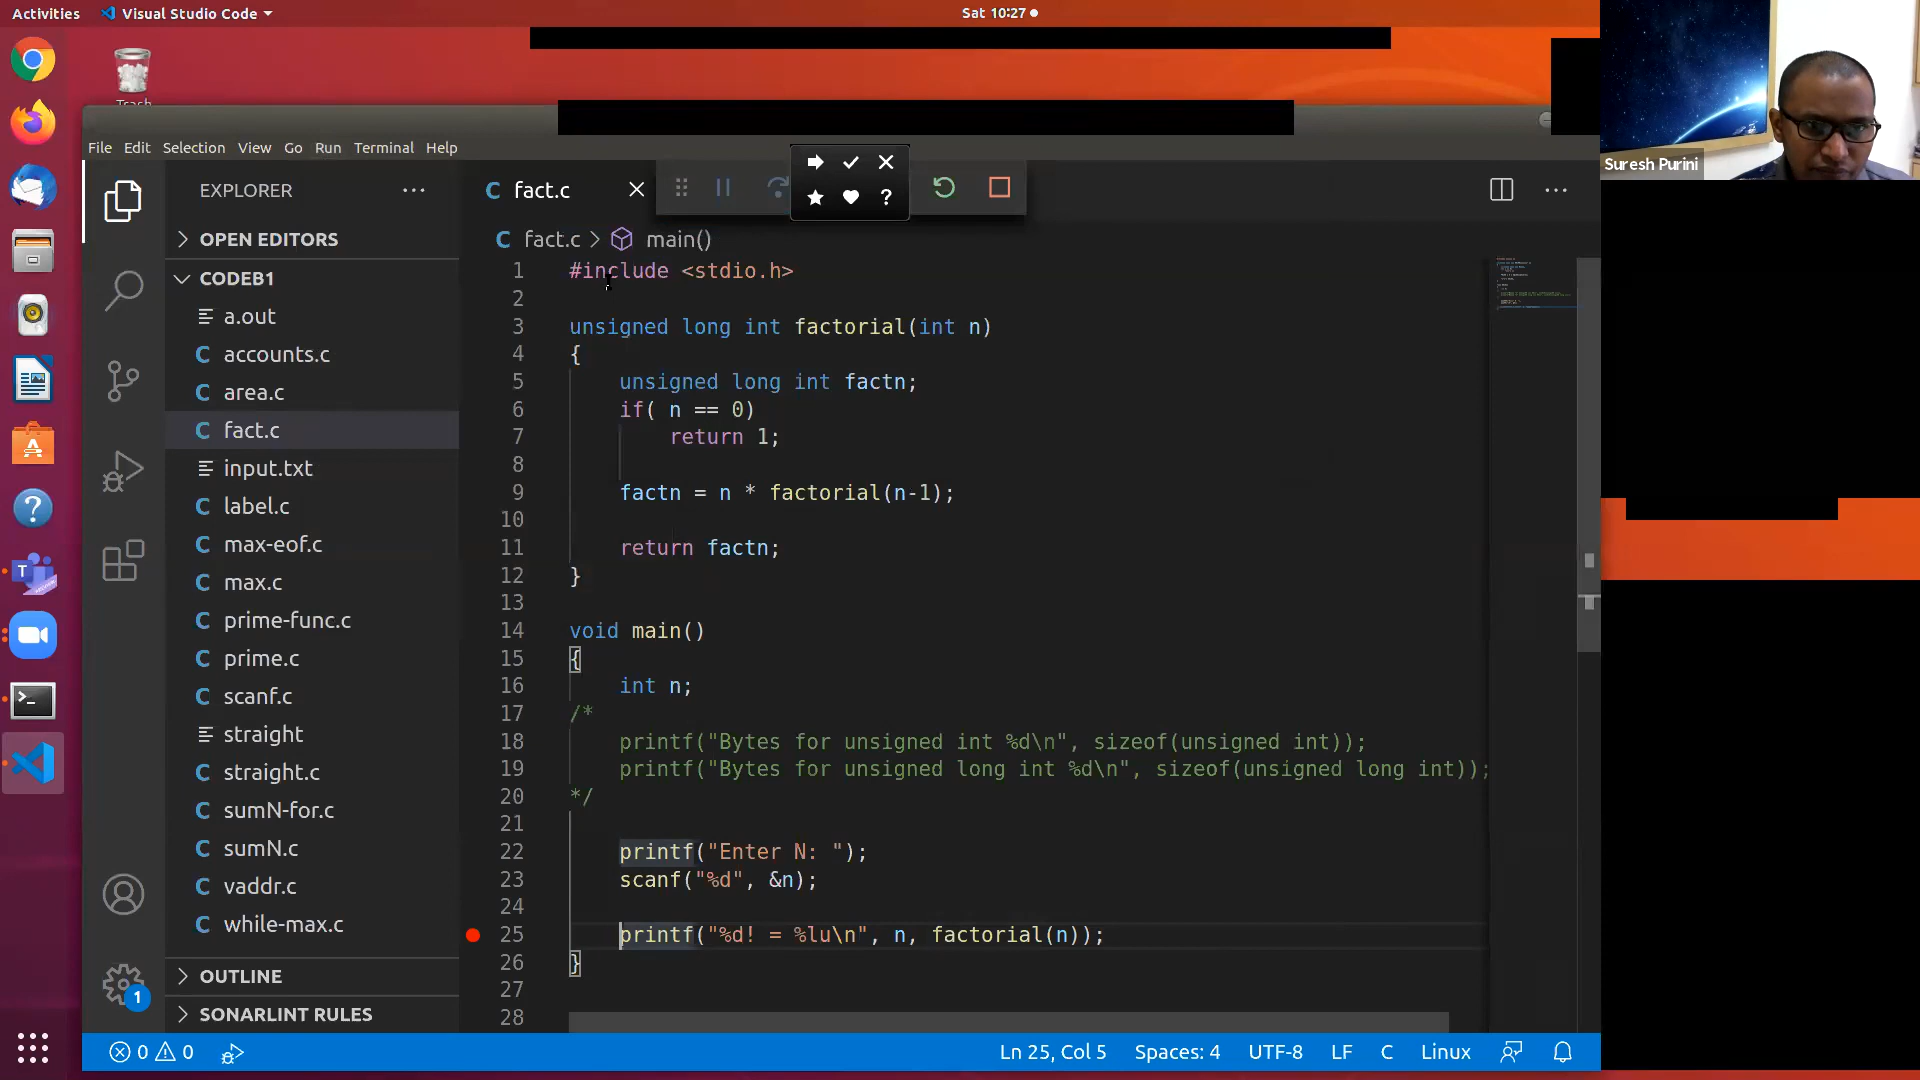 Activities
Visual Studio Code
Sat 10:27
Trash
File Edit Selection View Go Run Terminal Help
EXPLORER
OPEN EDITORS
CODEB1
a.out
accounts.c
area.c
fact.c
input.txt
label.c
max-eof.c
max.c
prime-func.c
prime.c
scanf.c
straight
straight.c
sumN-for.c
sumN.c
vaddr.c
while-max.c
OUTLINE
SONARLINT RULES
1
C fact.c
C fact.c > main()
1 #include <stdio.h>
2
3 unsigned long int factorial(int n)
4 {
5 unsigned long int factn;
6 if( n == 0)
7 return 1;
8
9 factn = n * factorial(n-1);
10
11 return factn;
12 }
13
14 void main()
15 {
16 int n;
17 /*
18 printf("Bytes for unsigned int %d\n", sizeof(unsigned int));
19 printf("Bytes for unsigned long int %d\n", sizeof(unsigned long int));
20 */
21
22 printf("Enter N: ");
23 scanf("%d", &n);
24
25 printf("%d! = %lu\n", n, factorial(n));
26 }
27
28
0 0
Ln 25, Col 5 Spaces: 4 UTF-8 LF C Linux
Suresh Purini